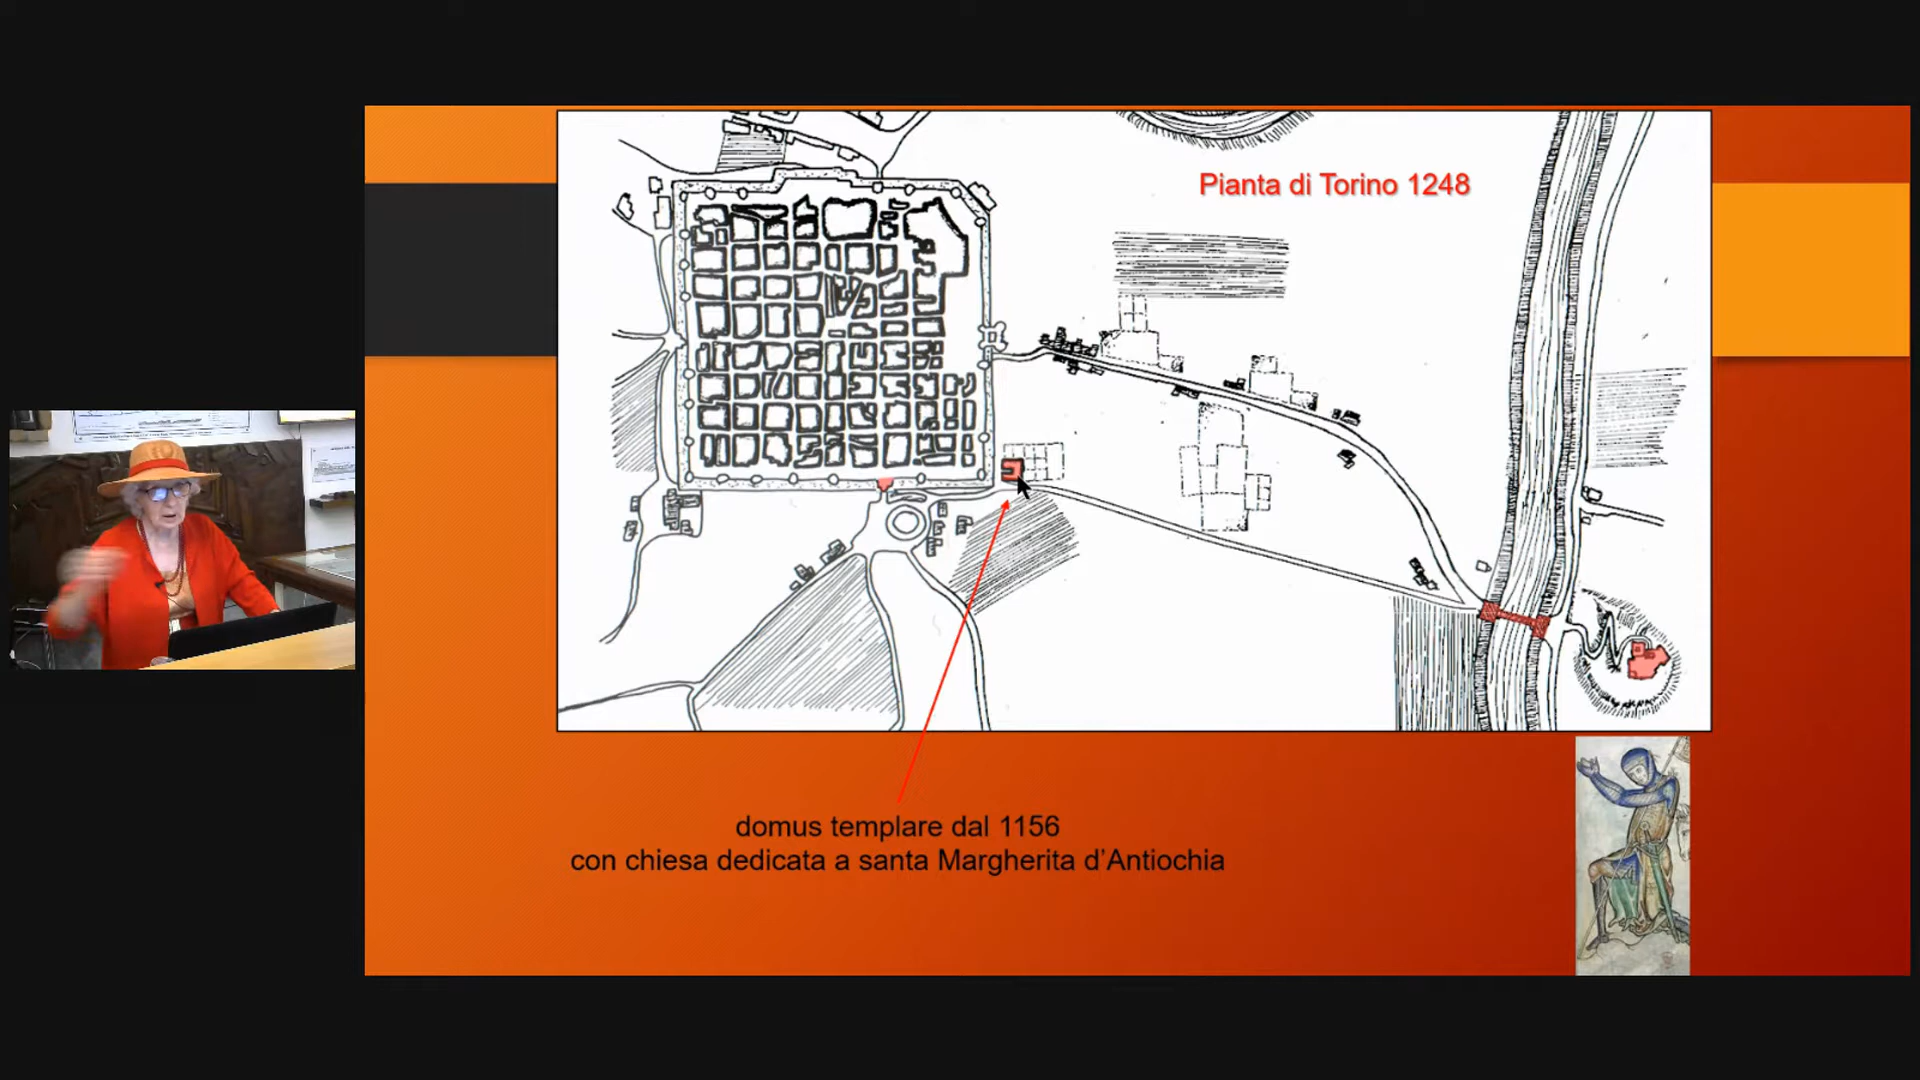 Pianta di Torino 1248
domus templare dal 1156
con chiesa dedicata a santa Margherita d’Antiochia